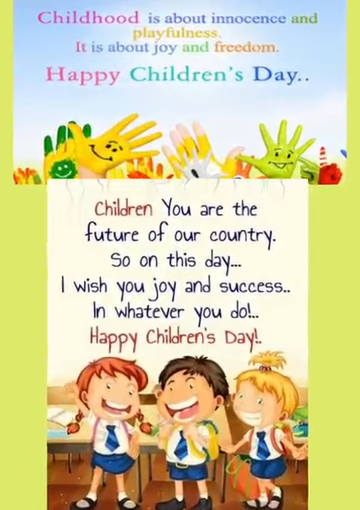 Childhood is about innocence and
playfulness.
It is about joy and freedom.
Happy Children's Day..
Children You are the
future of our country.
So on this day...
I wish you joy and success..
In whatever you do!..
Happy Children's Day!.